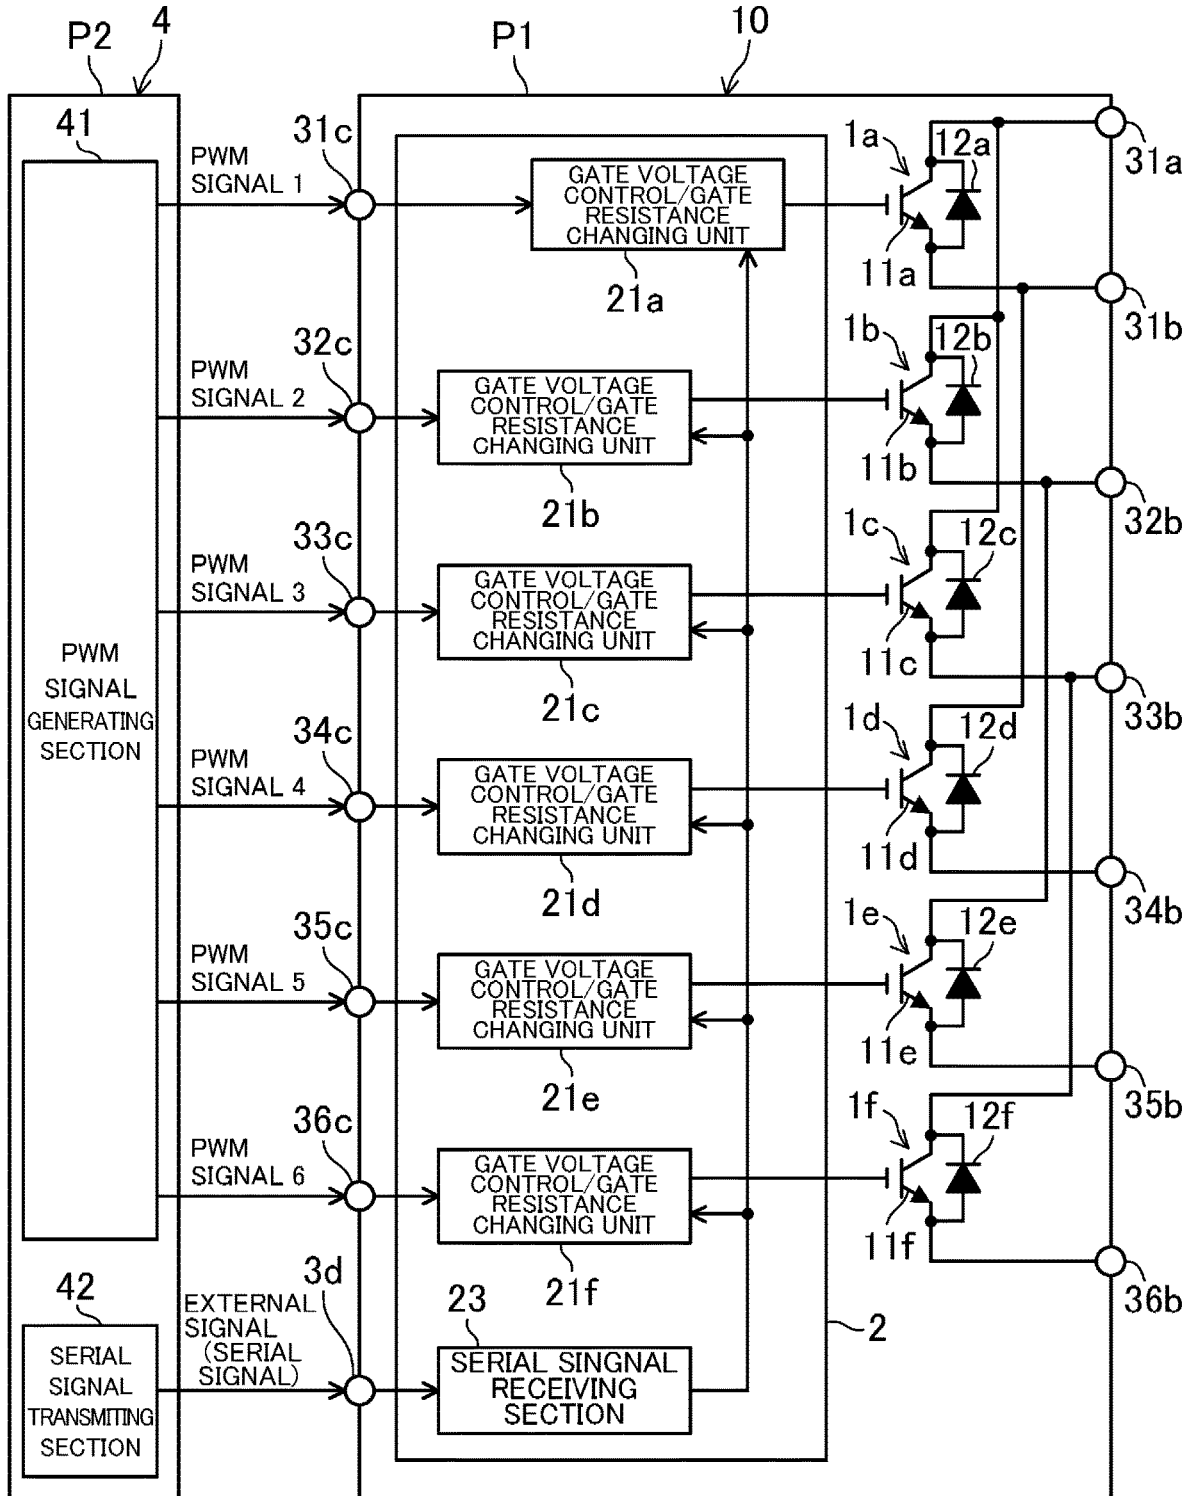 P2
4
P1
10
41
PWM
SIGNAL
GENERATING
SECTION
42
SERIAL
SIGNAL
TRANSMITING
SECTION
PWM
SIGNAL 1
31c
GATE VOLTAGE
CONTROL/GATE
RESISTANCE
CHANGING UNIT
21a
1a
12a
11a
31a
31b
PWM
SIGNAL 2
32c
GATE VOLTAGE
CONTROL/GATE
RESISTANCE
CHANGING UNIT
21b
1b
12b
11b
32b
PWM
SIGNAL 3
33c
GATE VOLTAGE
CONTROL/GATE
RESISTANCE
CHANGING UNIT
21c
1c
12c
11c
33b
PWM
SIGNAL 4
34c
GATE VOLTAGE
CONTROL/GATE
RESISTANCE
CHANGING UNIT
21d
1d
12d
11d
34b
PWM
SIGNAL 5
35c
GATE VOLTAGE
CONTROL/GATE
RESISTANCE
CHANGING UNIT
21e
1e
12e
11e
35b
PWM
SIGNAL 6
36c
GATE VOLTAGE
CONTROL/GATE
RESISTANCE
CHANGING UNIT
21f
1f
12f
11f
36b
EXTERNAL
SIGNAL
(SERIAL
SIGNAL)
3d
23
SERIAL SINGNAL
RECEIVING
SECTION
2